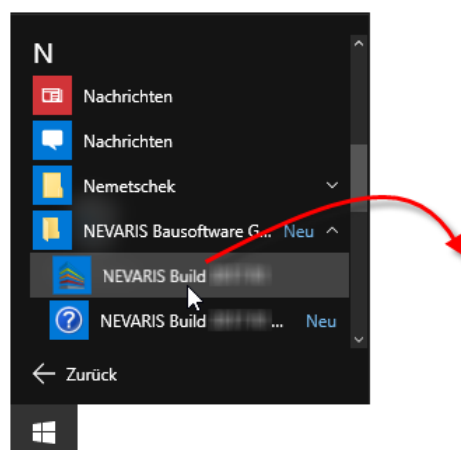 N
Nachrichten
Nachrichten
Nemetschek
NEVARIS Bausoftware G... Neu
NEVARIS Build
? NEVARIS Build ... Neu
Zurück